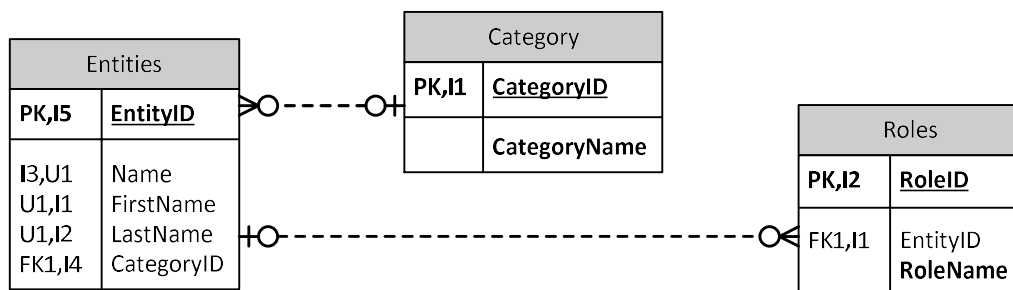 Entities
PK,I5 EntityID
I3,U1 Name
U1,I1 FirstName
U1,I2 LastName
FK1,I4 CategoryID
Category
PK,I1 CategoryID
CategoryName
Roles
PK,I2 RoleID
FK1,I1 EntityID
RoleName